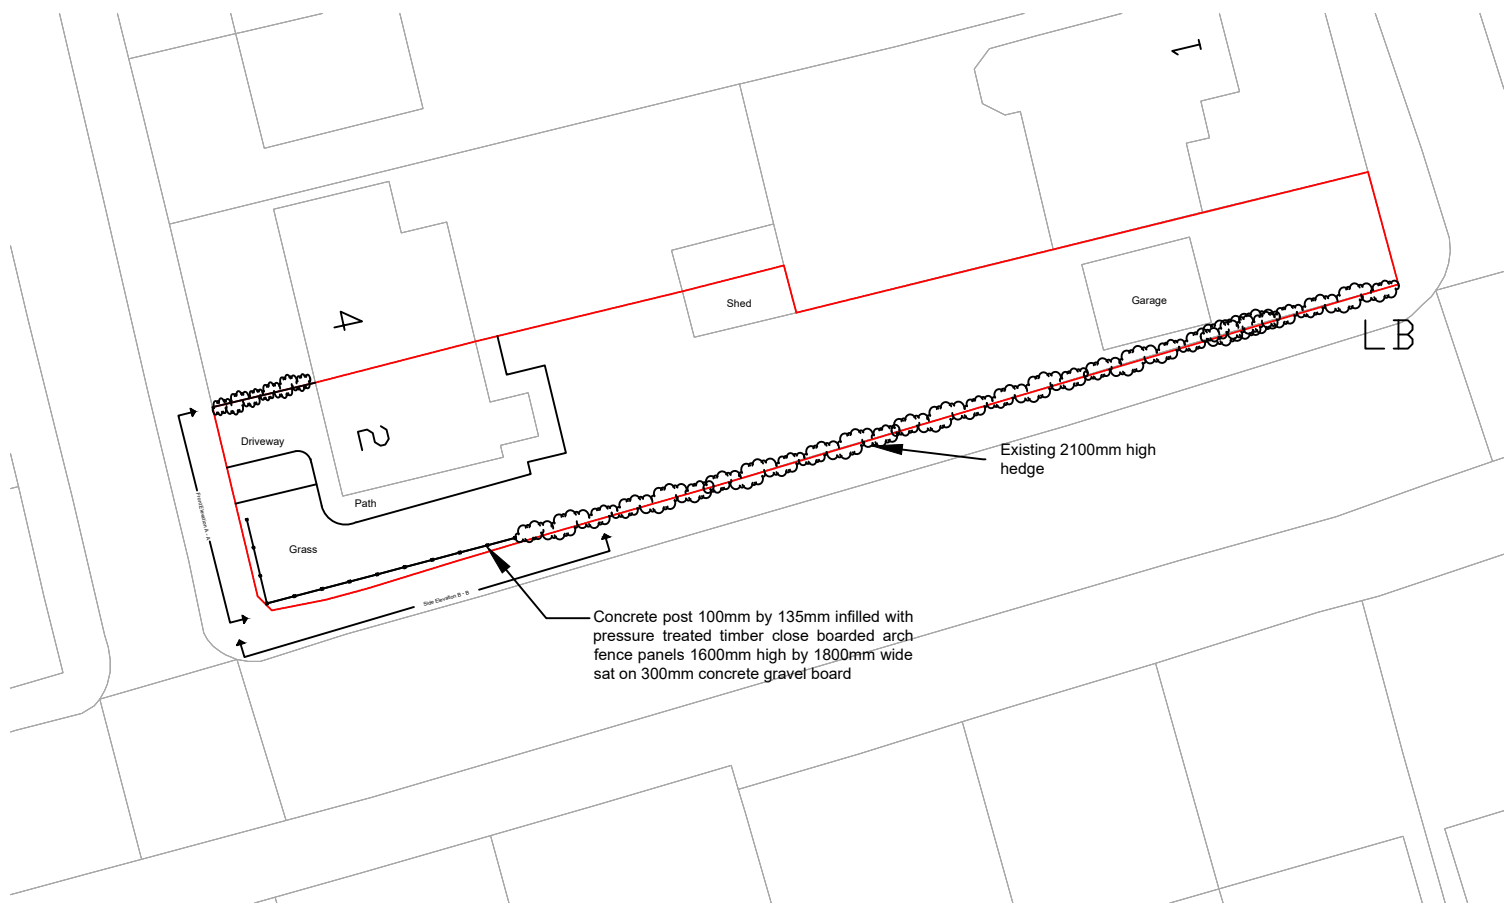 1
4
Shed
Garage
LB
Driveway
2
Existing 2100mm high
hedge
Path
Front Elevation A - A
Grass
Side Elevation B - B
Concrete post 100mm by 135mm infilled with
pressure treated timber close boarded arch
fence panels 1600mm high by 1800mm wide
sat on 300mm concrete gravel board